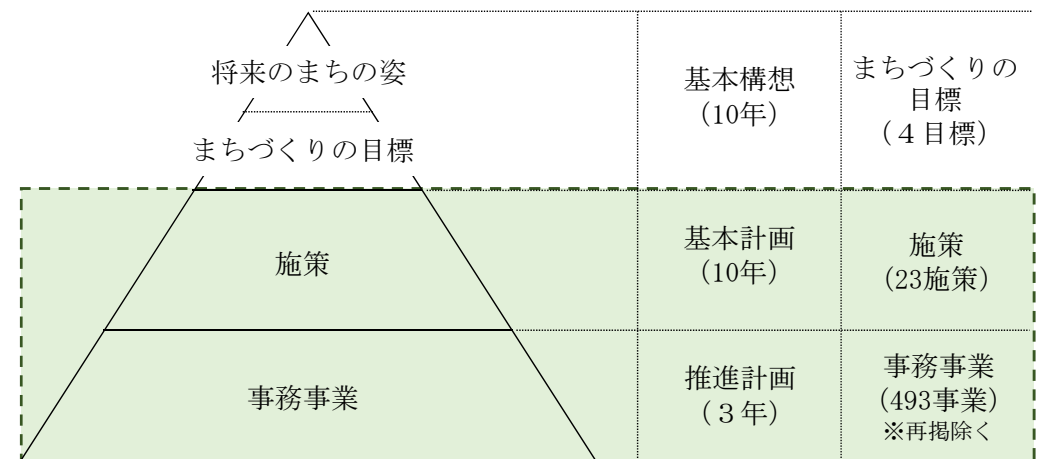 将来のまちの姿
まちづくりの目標
基本構想
（10年）
まちづくりの
目標
（４目標）
施策
基本計画
（10年）
施策
（23施策）
事務事業
推進計画
（３年）
事務事業
（493事業）
※再掲除く